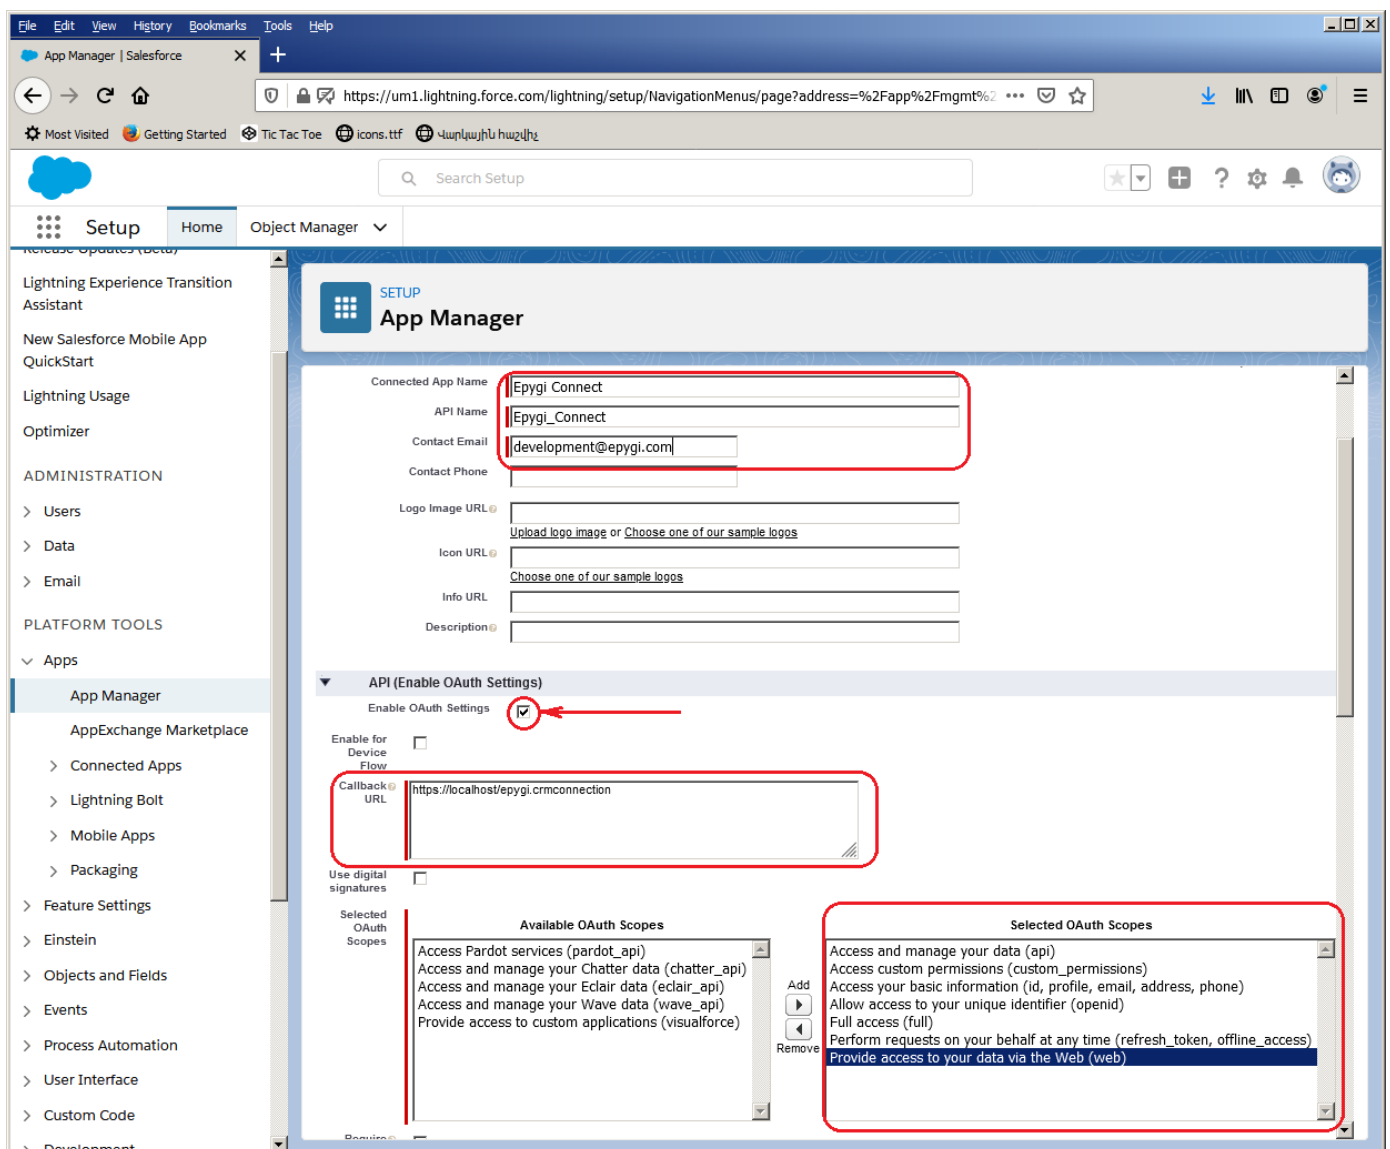 File Edit View History Bookmarks Tools Help
App Manager | Salesforce
https://um1.lightning.force.com/lightning/setup/NavigationMenus/page?address=%2Fapp%2Fmgmt%2
Most Visited Getting Started Tic Tac Toe icons.ttf Վարկային հաշվիչ
Search Setup
Setup Home Object Manager
Release Updates (Beta)
Lightning Experience Transition
Assistant
New Salesforce Mobile App
QuickStart
Lightning Usage
Optimizer
ADMINISTRATION
Users
Data
Email
PLATFORM TOOLS
Apps
App Manager
AppExchange Marketplace
Connected Apps
Lightning Bolt
Mobile Apps
Packaging
Feature Settings
Einstein
Objects and Fields
Events
Process Automation
User Interface
Custom Code
Development
SETUP
App Manager
Connected App Name Epygi Connect
API Name Epygi_Connect
Contact Email development@epygi.com
Contact Phone
Logo Image URL
Upload logo image or Choose one of our sample logos
Icon URL
Choose one of our sample logos
Info URL
Description
API (Enable OAuth Settings)
Enable OAuth Settings
Enable for
Device
Flow
Callback
URL
https://localhost/epygi.crmconnection
Use digital
signatures
Selected
OAuth
Scopes
Available OAuth Scopes
Access Pardot services (pardot_api)
Access and manage your Chatter data (chatter_api)
Access and manage your Eclair data (eclair_api)
Access and manage your Wave data (wave_api)
Provide access to custom applications (visualforce)
Add
Remove
Selected OAuth Scopes
Access and manage your data (api)
Access custom permissions (custom_permissions)
Access your basic information (id, profile, email, address, phone)
Allow access to your unique identifier (openid)
Full access (full)
Perform requests on your behalf at any time (refresh_token, offline_access)
Provide access to your data via the Web (web)
Require